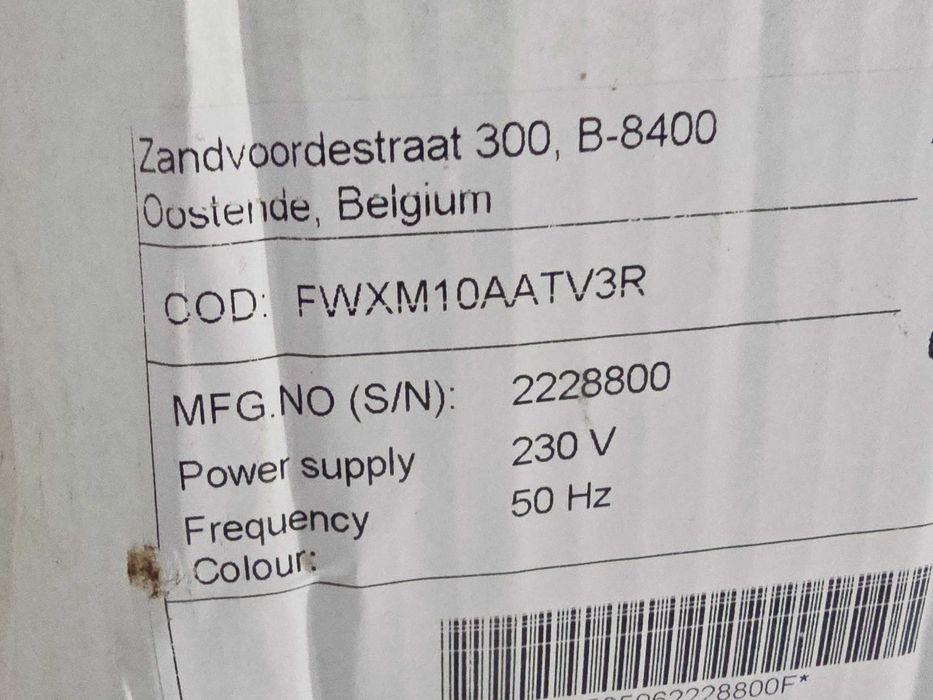 Zandvoordestraat 300, B-8400
Oostende, Belgium
COD: FWXM10AATV3R
MFG.NO (S/N): 2228800
Power supply 230 V
Frequency 50 Hz
Colour: